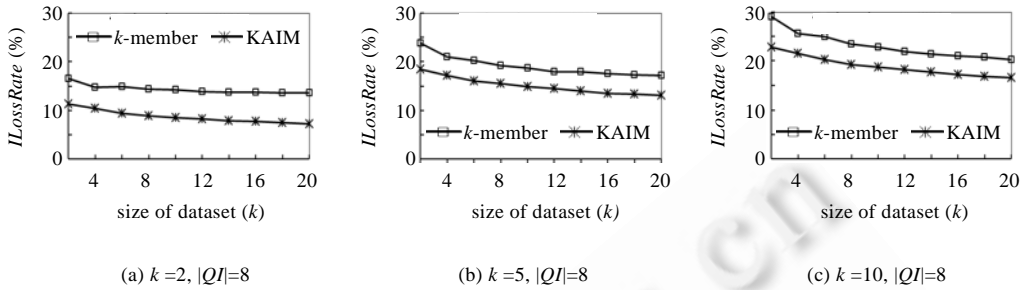 30
20
10
0
ILossRate (%)
k-member
KAIM
4 8 12 16 20
size of dataset (k)
(a) k =2, |QI|=8
30
20
10
0
ILossRate (%)
k-member
KAIM
4 8 12 16 20
size of dataset (k)
(b) k =5, |QI|=8
30
20
10
0
ILossRate (%)
k-member
KAIM
4 8 12 16 20
size of dataset (k)
(c) k =10, |QI|=8